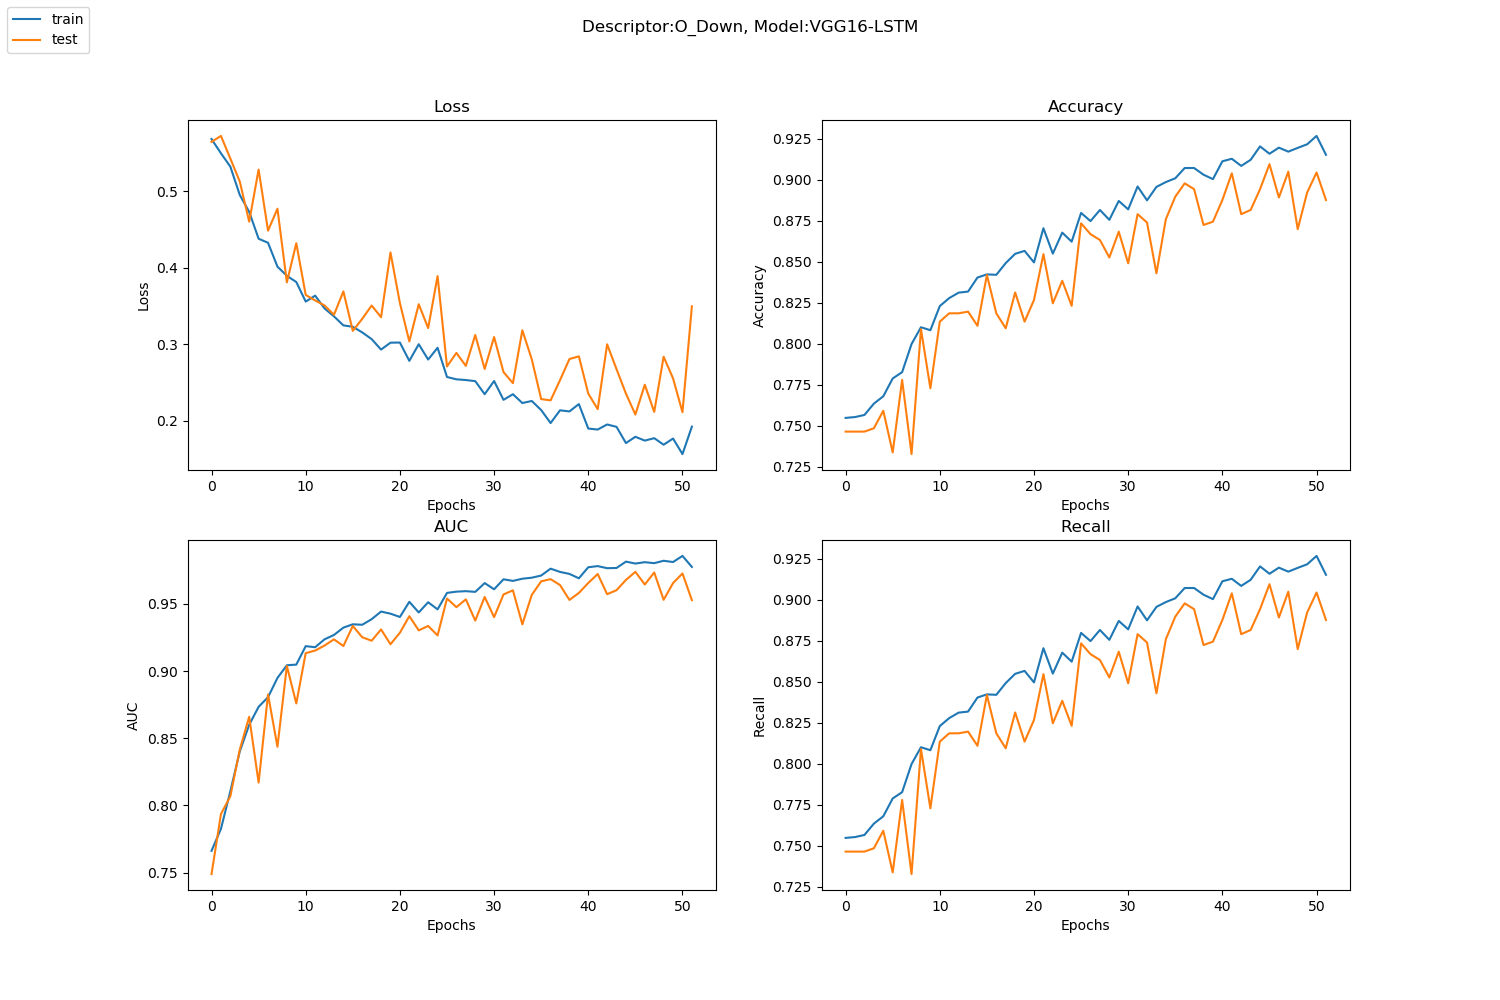 train
test
Descriptor:O_Down, Model:VGG16-LSTM
Loss
Loss
0.5
0.4
0.3
0.2
0 10 20 30 40 50
Epochs
Accuracy
Accuracy
0.925
0.900
0.875
0.850
0.825
0.800
0.775
0.750
0.725
0 10 20 30 40 50
Epochs
AUC
AUC
0.95
0.90
0.85
0.80
0.75
0 10 20 30 40 50
Epochs
Recall
Recall
0.925
0.900
0.875
0.850
0.825
0.800
0.775
0.750
0.725
0 10 20 30 40 50
Epochs